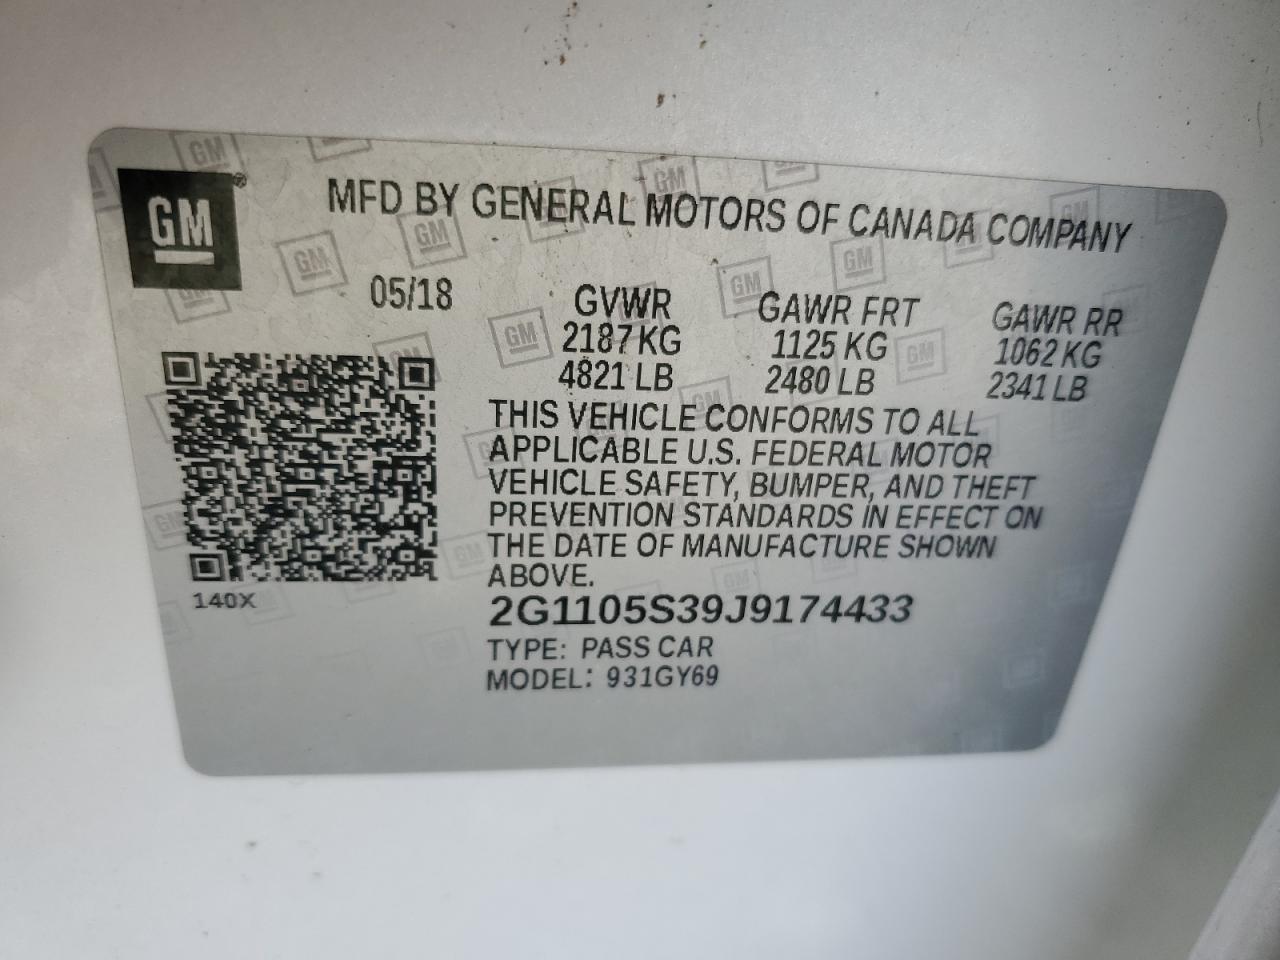 GM
MFD BY GENERAL MOTORS OF CANADA COMPANY
05/18 GVWR GAWR FRT GAWR RR
2187 KG 1125 KG 1062 KG
4821 LB 2480 LB 2341 LB
THIS VEHICLE CONFORMS TO ALL
APPLICABLE U.S. FEDERAL MOTOR
VEHICLE SAFETY, BUMPER, AND THEFT
PREVENTION STANDARDS IN EFFECT ON
THE DATE OF MANUFACTURE SHOWN
ABOVE.
140X
2G1105S39J9174433
TYPE: PASS CAR
MODEL: 931GY69